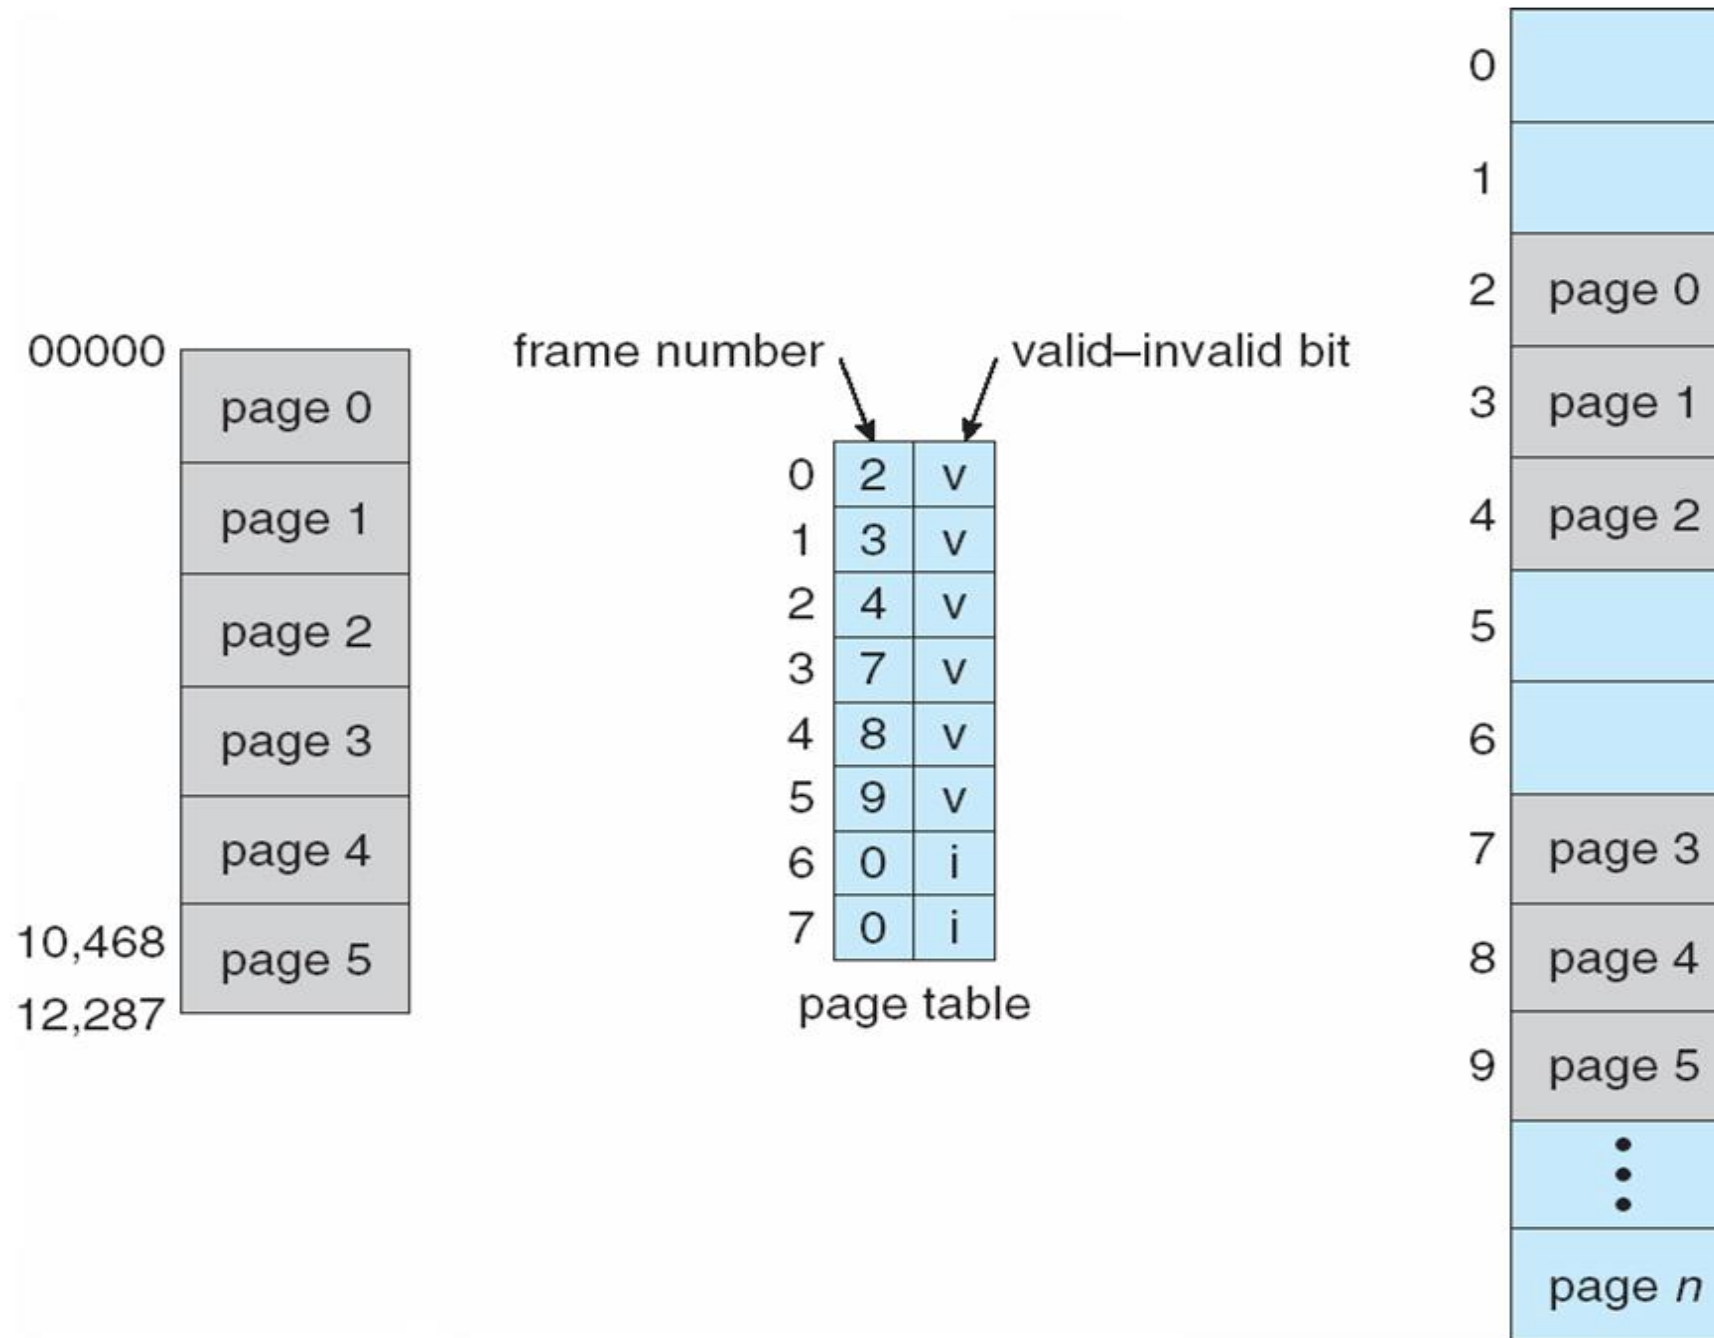 00000
page 0
page 1
page 2
page 3
page 4
10,468
page 5
12,287
frame number
valid–invalid bit
0 2 v
1 3 v
2 4 v
3 7 v
4 8 v
5 9 v
6 0 i
7 0 i
page table
0
1
2 page 0
3 page 1
4 page 2
5
6
7 page 3
8 page 4
9 page 5
page n